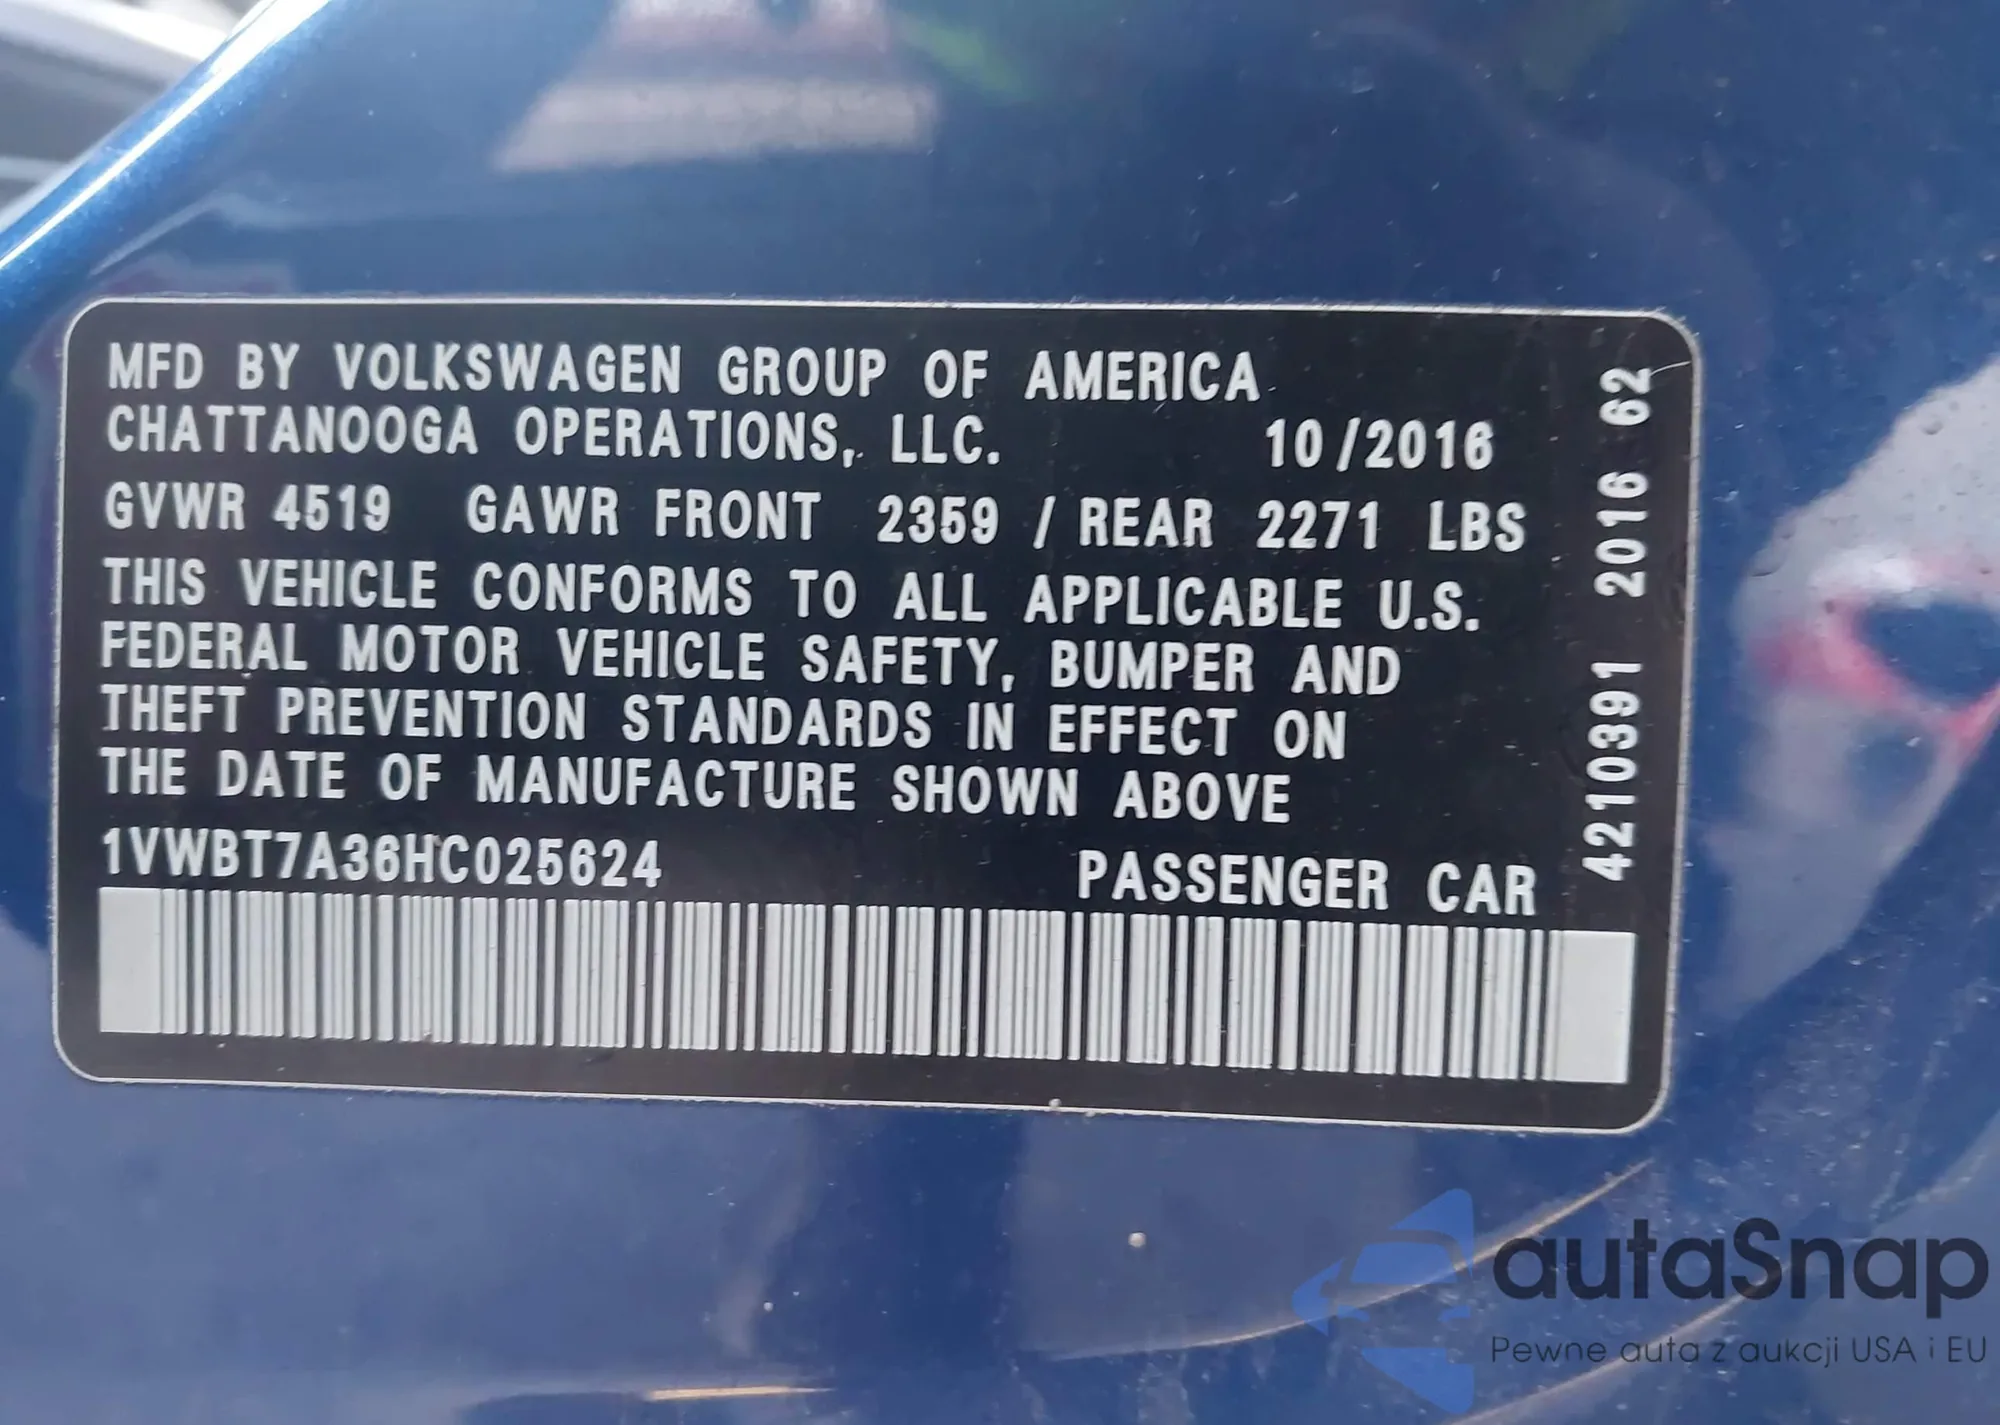 MFD BY VOLKSWAGEN GROUP OF AMERICA
CHATTANOOGA OPERATIONS, LLC. 10/2016
GVWR 4519 GAWR FRONT 2359 / REAR 2271 LBS
THIS VEHICLE CONFORMS TO ALL APPLICABLE U.S.
FEDERAL MOTOR VEHICLE SAFETY, BUMPER AND
THEFT PREVENTION STANDARDS IN EFFECT ON
THE DATE OF MANUFACTURE SHOWN ABOVE
1VWBT7A36HC025624 PASSENGER CAR
4210391 2016 62
autaSnap
Pewne auta z aukcji USA i EU